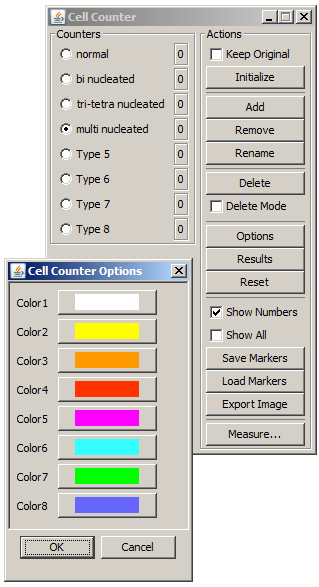 Cell Counter
Counters
normal 0
bi nucleated 0
tri-tetra nucleated 0
multi nucleated 0
Type 5 0
Type 6 0
Type 7 0
Type 8 0
Actions
Keep Original
Initialize
Add
Remove
Rename
Delete
Delete Mode
Options
Results
Reset
Show Numbers
Show All
Save Markers
Load Markers
Export Image
Measure...
Cell Counter Options
Color1
Color2
Color3
Color4
Color5
Color6
Color7
Color8
OK
Cancel